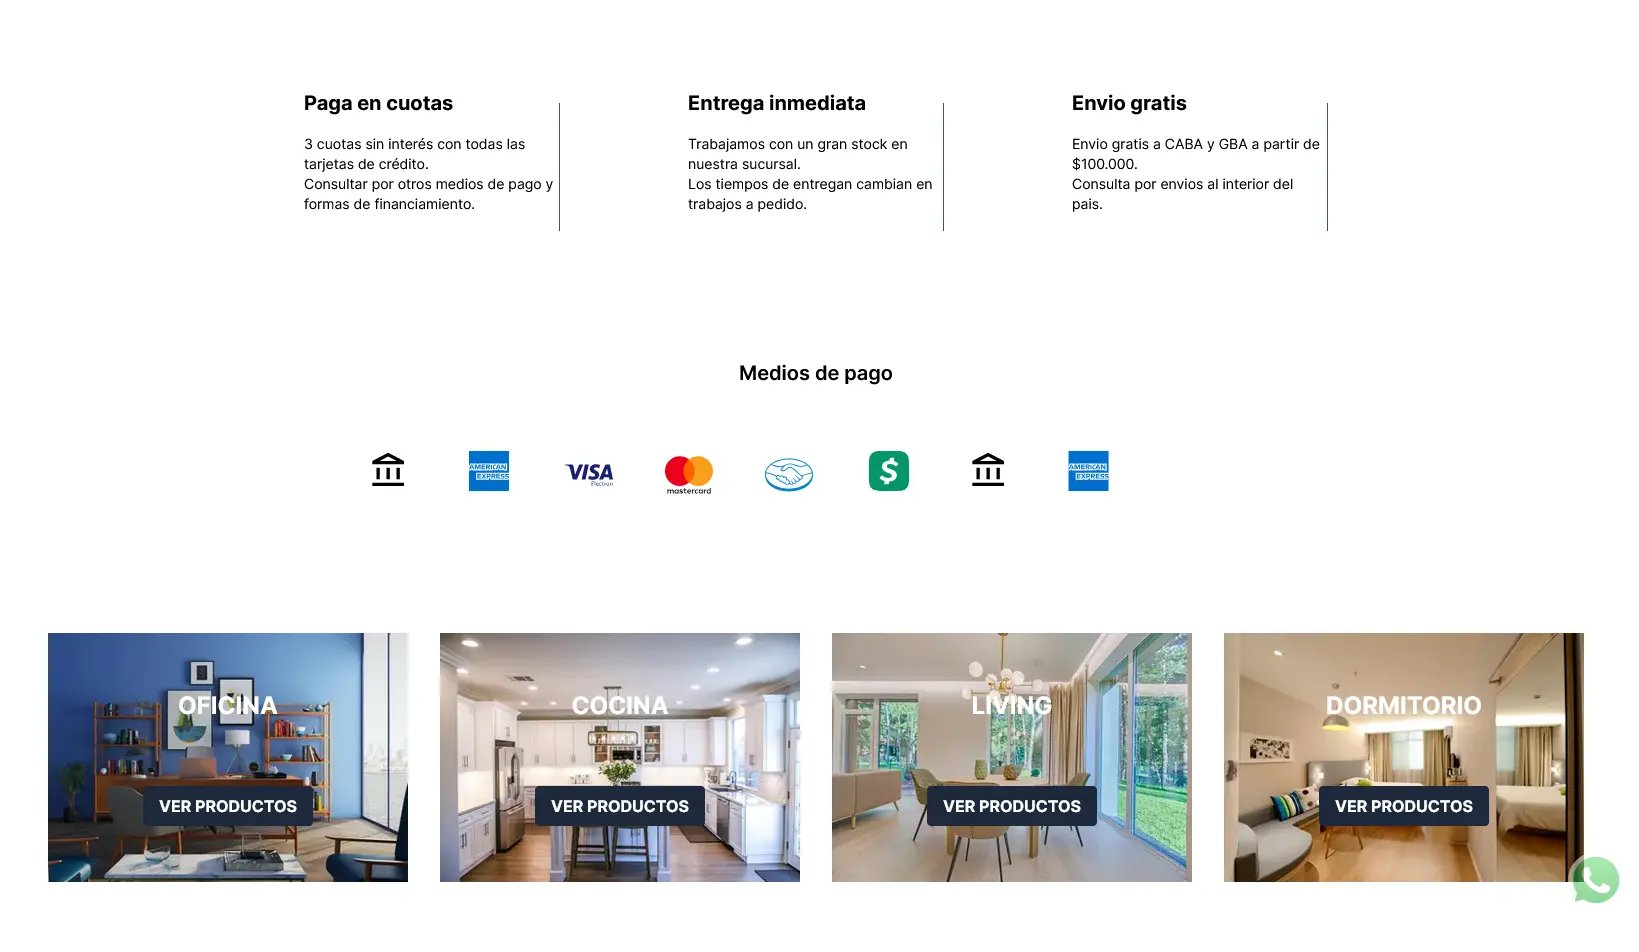 Paga en cuotas
3 cuotas sin interés con todas las
tarjetas de crédito.
Consultar por otros medios de pago y
formas de financiamiento.
Entrega inmediata
Trabajamos con un gran stock en
nuestra sucursal.
Los tiempos de entregan cambian en
trabajos a pedido.
Envio gratis
Envio gratis a CABA y GBA a partir de
$100.000.
Consulta por envios al interior del
pais.
Medios de pago
AMERICAN
EXPRESS
VISA
Electron
mastercard
$
AMERICAN
EXPRESS
OFICINA
VER PRODUCTOS
COCINA
VER PRODUCTOS
LIVING
VER PRODUCTOS
DORMITORIO
VER PRODUCTOS